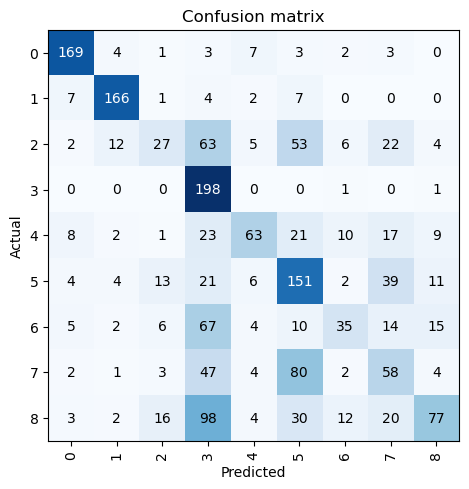 Confusion matrix
0 169 4 1 3 7 3 2 3 0
1 7 166 1 4 2 7 0 0 0
2 2 12 27 63 5 53 6 22 4
3 0 0 0 198 0 0 1 0 1
4 8 2 1 23 63 21 10 17 9
5 4 4 13 21 6 151 2 39 11
6 5 2 6 67 4 10 35 14 15
7 2 1 3 47 4 80 2 58 4
8 3 2 16 98 4 30 12 20 77
0 1 2 3 4 5 6 7 8
Actual
Predicted